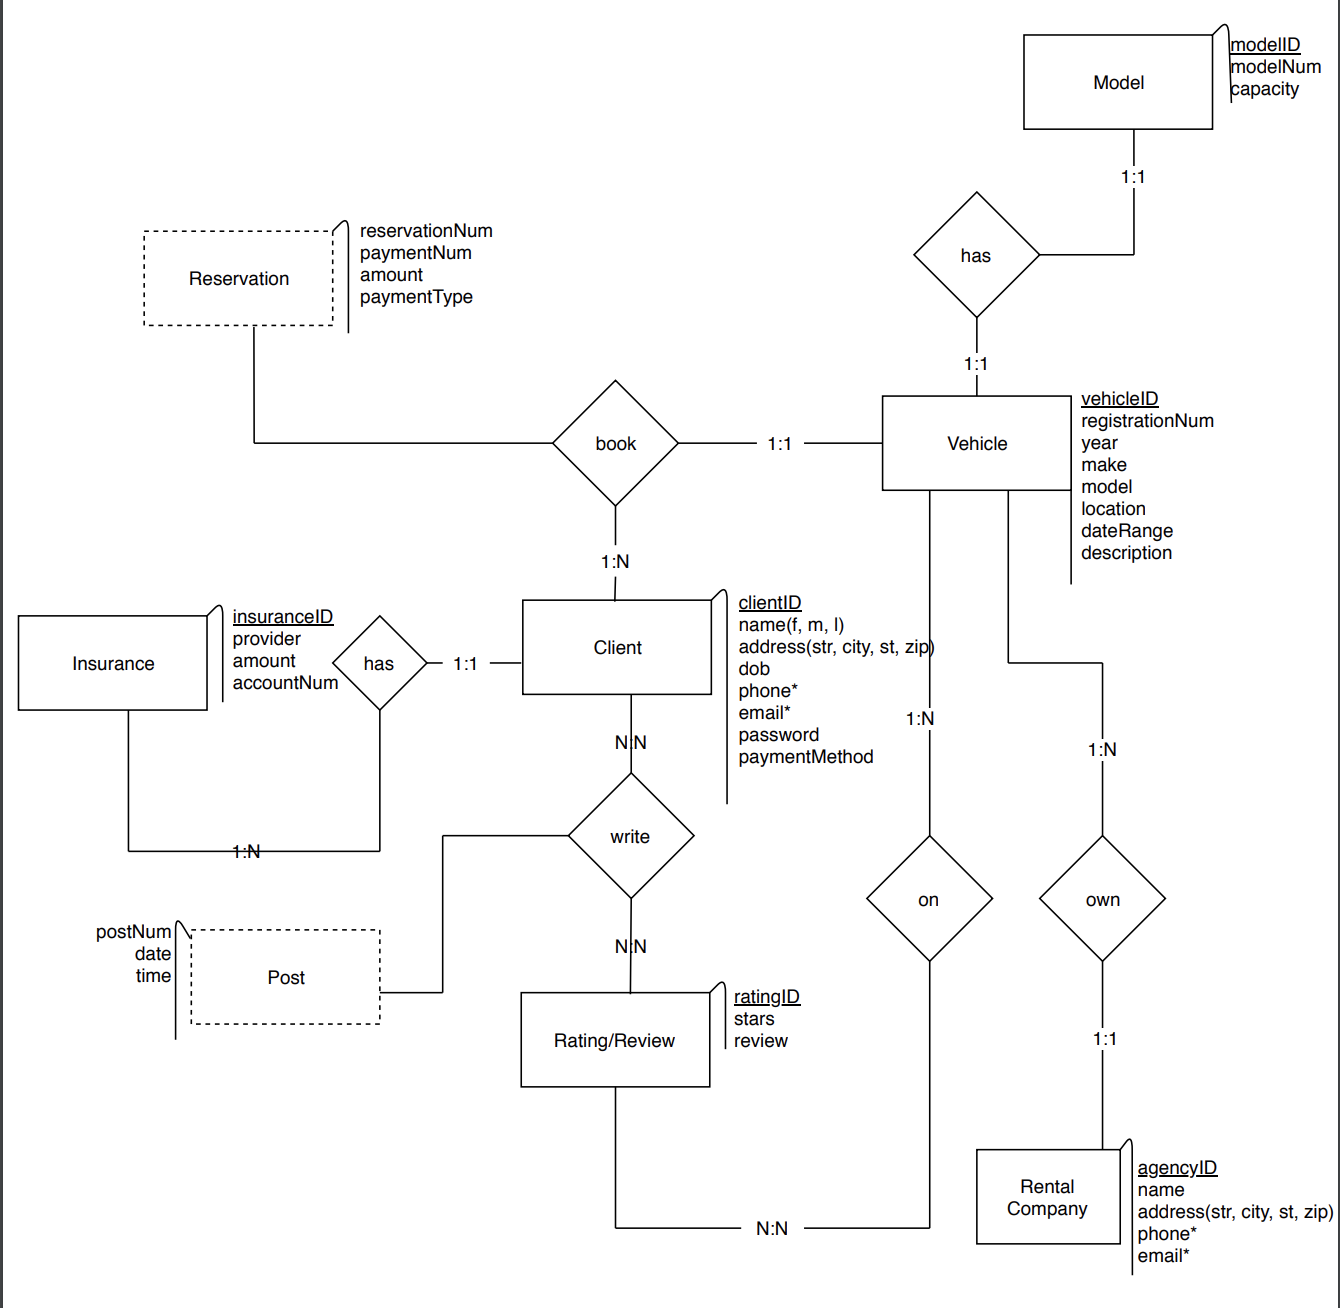 Model
modelID
modelNum
capacity
1:1
has
1:1
Reservation
reservationNum
paymentNum
amount
paymentType
book
1:1
Vehicle
vehicleID
registrationNum
year
make
model
location
dateRange
description
1:N
Insurance
insuranceID
provider
amount
accountNum
has
1:1
Client
clientID
name(f, m, l)
address(str, city, st, zip)
dob
phone*
email*
password
paymentMethod
1:N
1:N
N:N
1:N
write
on
own
postNum
date
time
Post
N:N
Rating/Review
ratingID
stars
review
1:1
N:N
Rental
Company
agencyID
name
address(str, city, st, zip)
phone*
email*